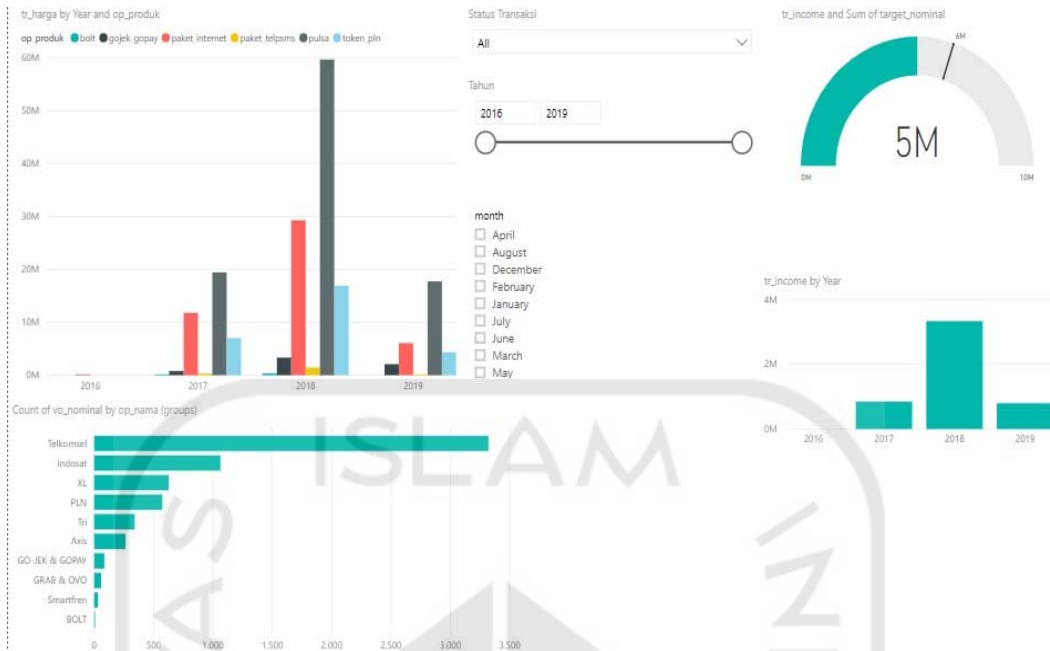 tr_harga by Year and op_produk
op_produk bolt gojek_gopay paket_internet paket_telpsms pulsa token_pln
60M
50M
40M
30M
20M
10M
0M
2016 2017 2018 2019
Status Transaksi
All
Tahun
2016 2019
month
April
August
December
February
January
July
June
March
May
tr_income and Sum of target_nominal
6M
5M
0M 10M
tr_income by Year
4M
2M
0M
2016 2017 2018 2019
Count of vo_nominal by op_nama (groups)
Telkomsel
Indosat
XL
PLN
Tri
Axis
GO-JEK & GOPAY
GRAB & OVO
Smartfren
BOLT
0 500 1.000 1.500 2.000 2.500 3.000 3.500
ISLAM
AS